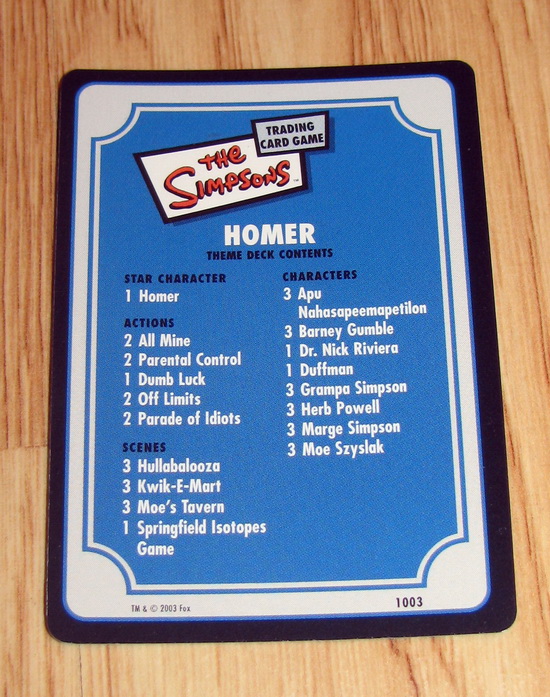 TRADING
CARD GAME
THE
SIMPSONS
™
HOMER
THEME DECK CONTENTS
STAR CHARACTER
1 Homer
ACTIONS
2 All Mine
2 Parental Control
1 Dumb Luck
2 Off Limits
2 Parade of Idiots
SCENES
3 Hullabalooza
3 Kwik-E-Mart
3 Moe's Tavern
1 Springfield Isotopes
Game
CHARACTERS
3 Apu
Nahasapeemapetilon
3 Barney Gumble
1 Dr. Nick Riviera
1 Duffman
3 Grampa Simpson
3 Herb Powell
3 Marge Simpson
3 Moe Szyslak
TM & © 2003 Fox
1003